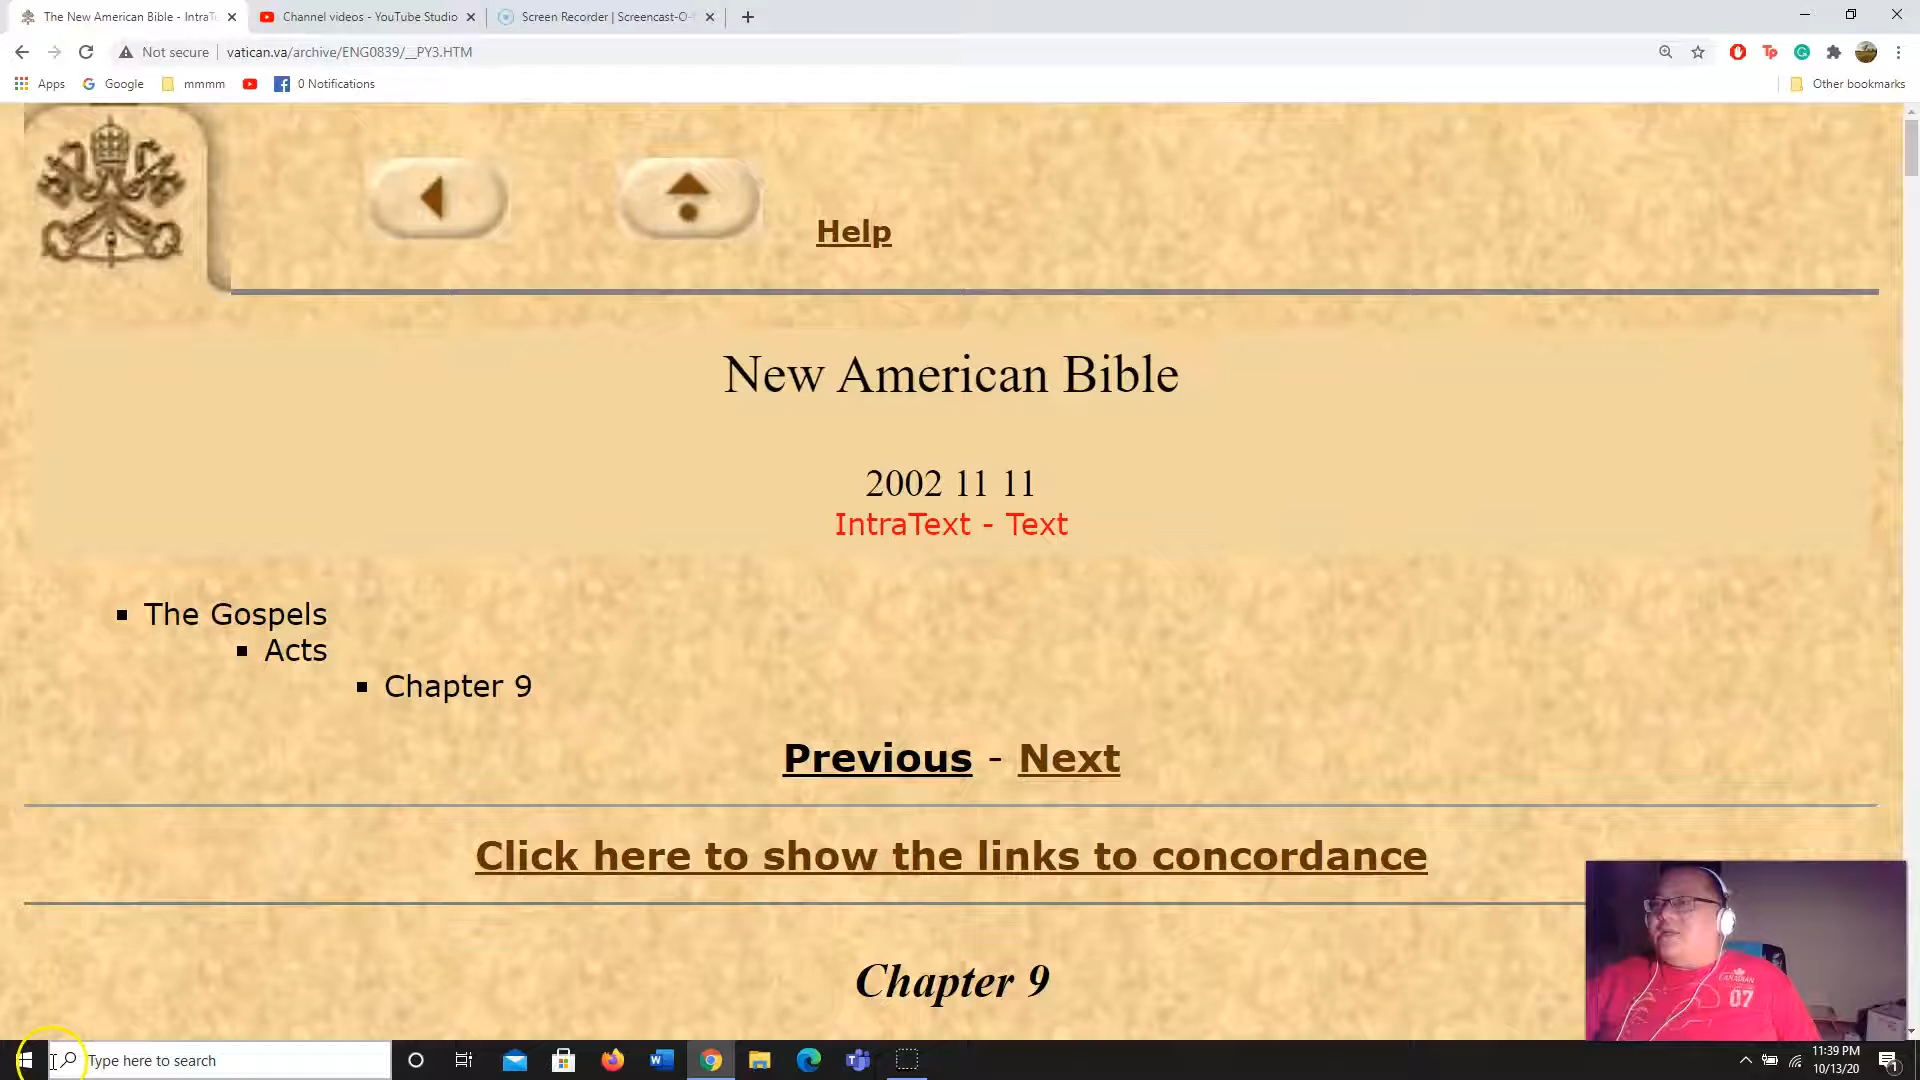 The New American Bible - IntraT
Channel videos - YouTube Studio
Screen Recorder | Screencast-O-
Not secure
vatican.va/archive/ENG0839/__PY3.HTM
Apps
Google
mmmm
0 Notifications
Other bookmarks
Help
New American Bible
2002 11 11
IntraText - Text
The Gospels
Acts
Chapter 9
Previous - Next
Click here to show the links to concordance
Chapter 9
CANADIAN
07
Type here to search
11:39 PM
10/13/20
1